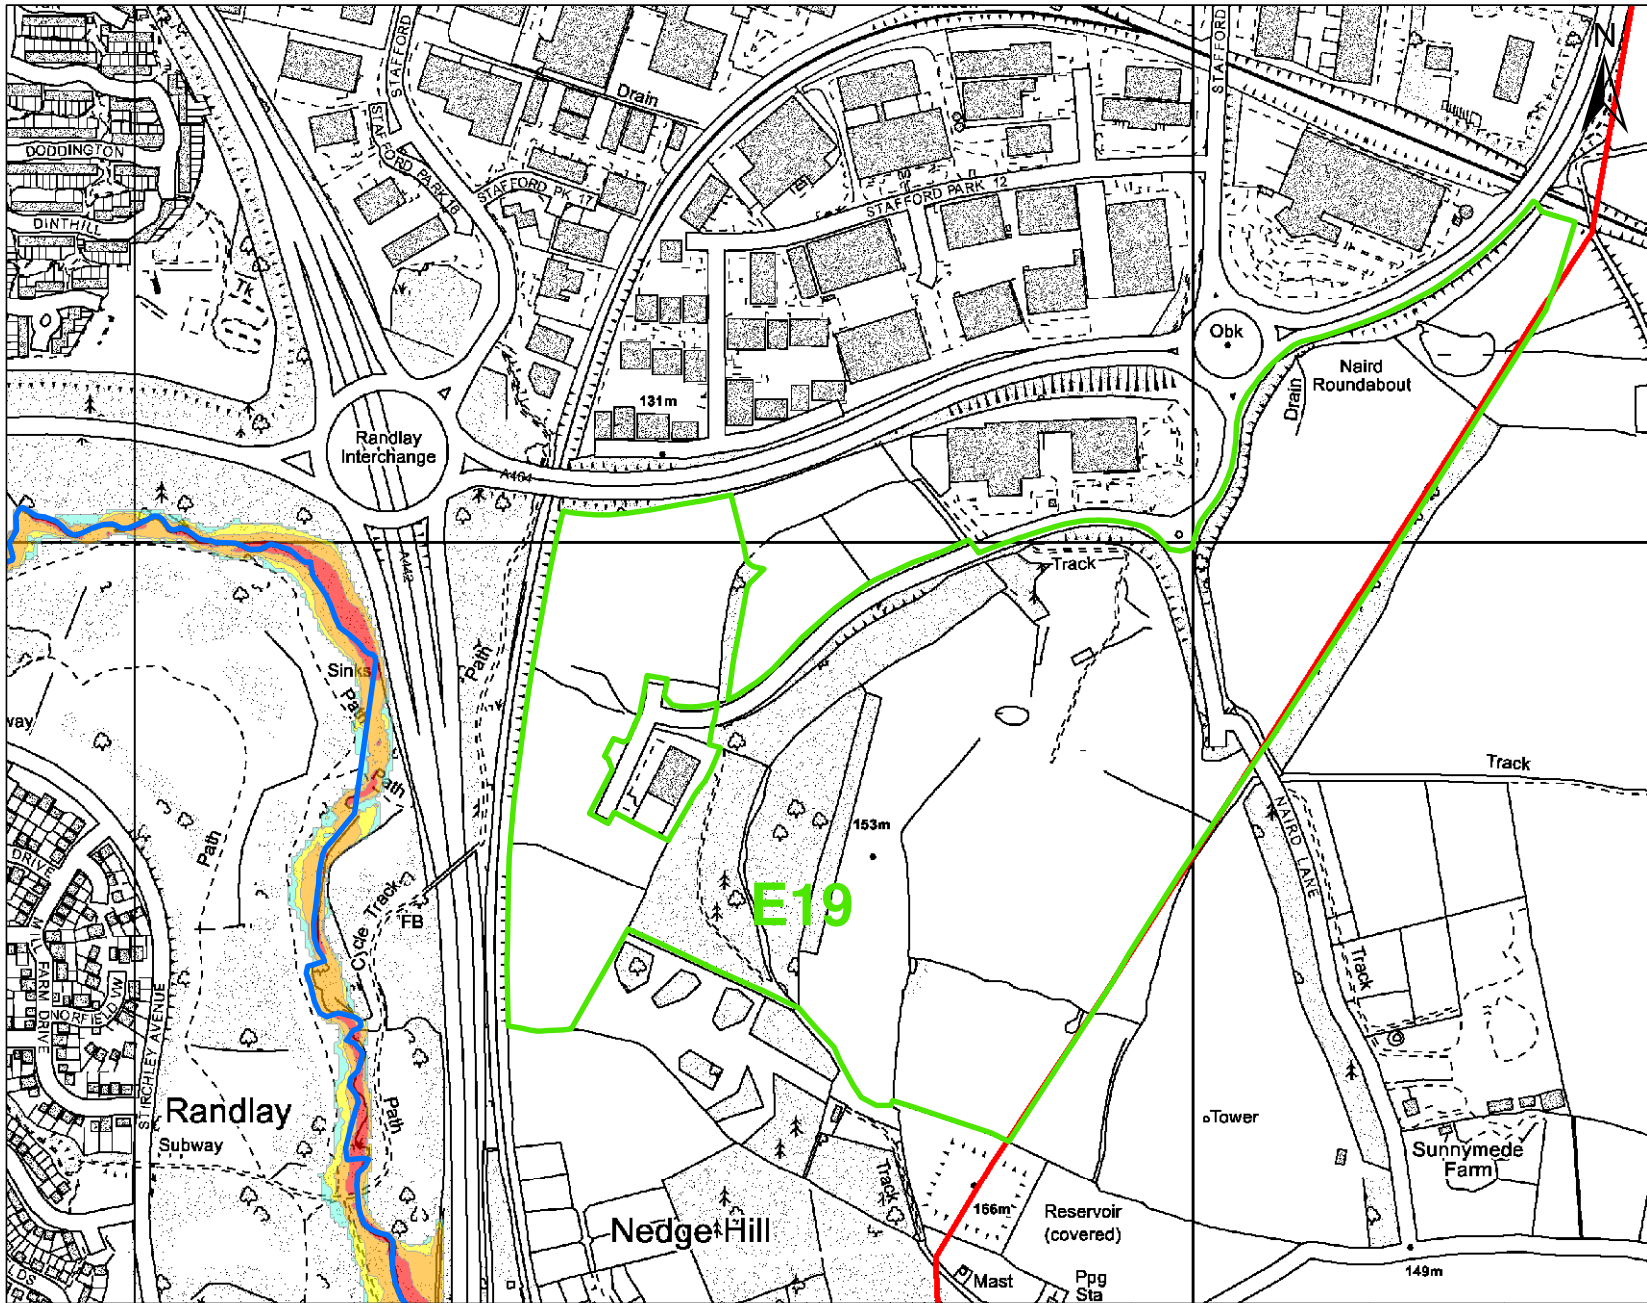 STAFFORD
STAFFORD
N
Drain
DODDINGTON
STAFFORD PARK 18
STAFFORD PK 17
STAFFORD PARK 12
DINTHILL
Tk
Obk
Naird
Roundabout
Drain
131m
Randlay
Interchange
A464
A442
Track
Path
Sinks
Path
way
Path
Track
153m
NAIRD LANE
DRIVE
Path
E19
Cycle Track
FB
MILL
FARM DRIVE
NORFIELD VW
STIRCHLEY AVENUE
Track
Randlay
Subway
Path
Tower
Sunnymede
Farm
Track
156m
Reservoir
(covered)
Nedge Hill
149m
Mast
Ppg
Sta